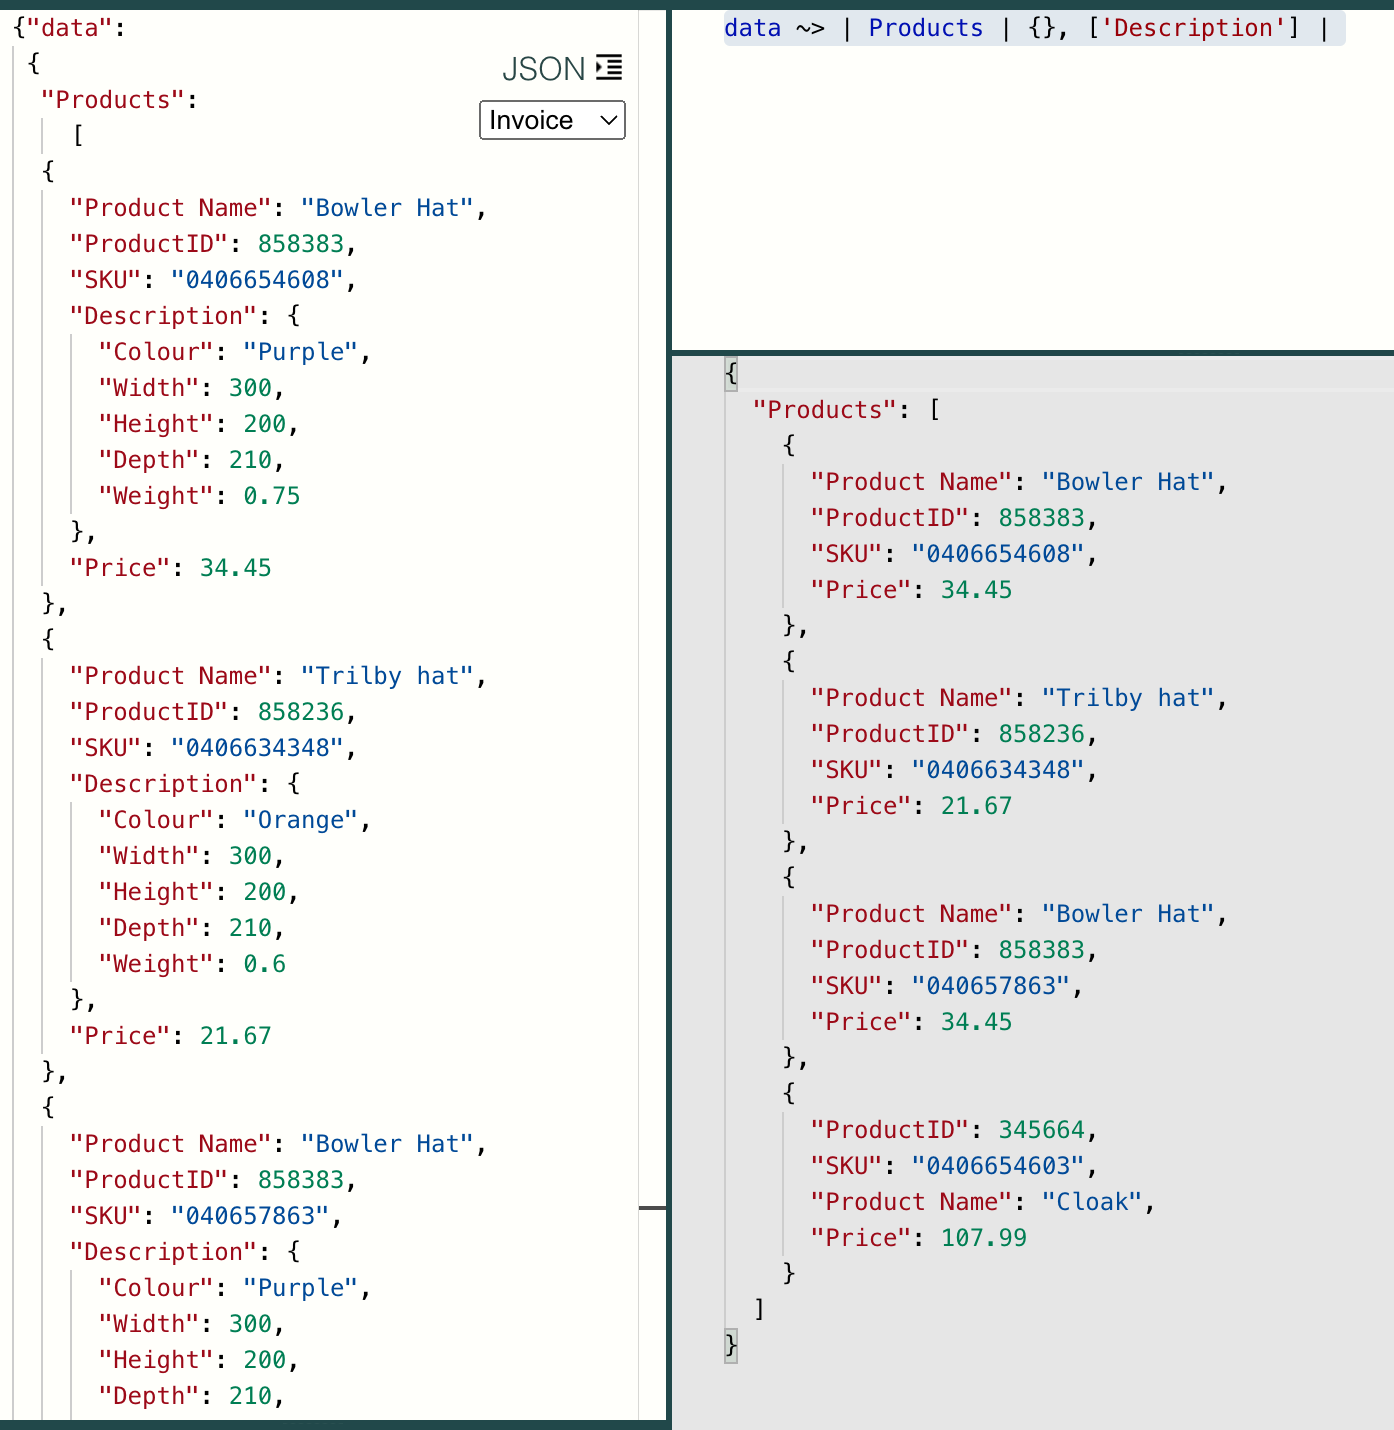 {"data":
{
JSON
"Products":
Invoice
[
{
"Product Name": "Bowler Hat",
"ProductID": 858383,
"SKU": "0406654608",
"Description": {
"Colour": "Purple",
"Width": 300,
"Height": 200,
"Depth": 210,
"Weight": 0.75
},
"Price": 34.45
},
{
"Product Name": "Trilby hat",
"ProductID": 858236,
"SKU": "0406634348",
"Description": {
"Colour": "Orange",
"Width": 300,
"Height": 200,
"Depth": 210,
"Weight": 0.6
},
"Price": 21.67
},
{
"Product Name": "Bowler Hat",
"ProductID": 858383,
"SKU": "040657863",
"Description": {
"Colour": "Purple",
"Width": 300,
"Height": 200,
"Depth": 210,
data ~> | Products | {}, ['Description'] |
{
"Products": [
{
"Product Name": "Bowler Hat",
"ProductID": 858383,
"SKU": "0406654608",
"Price": 34.45
},
{
"Product Name": "Trilby hat",
"ProductID": 858236,
"SKU": "0406634348",
"Price": 21.67
},
{
"Product Name": "Bowler Hat",
"ProductID": 858383,
"SKU": "040657863",
"Price": 34.45
},
{
"ProductID": 345664,
"SKU": "0406654603",
"Product Name": "Cloak",
"Price": 107.99
}
]
}